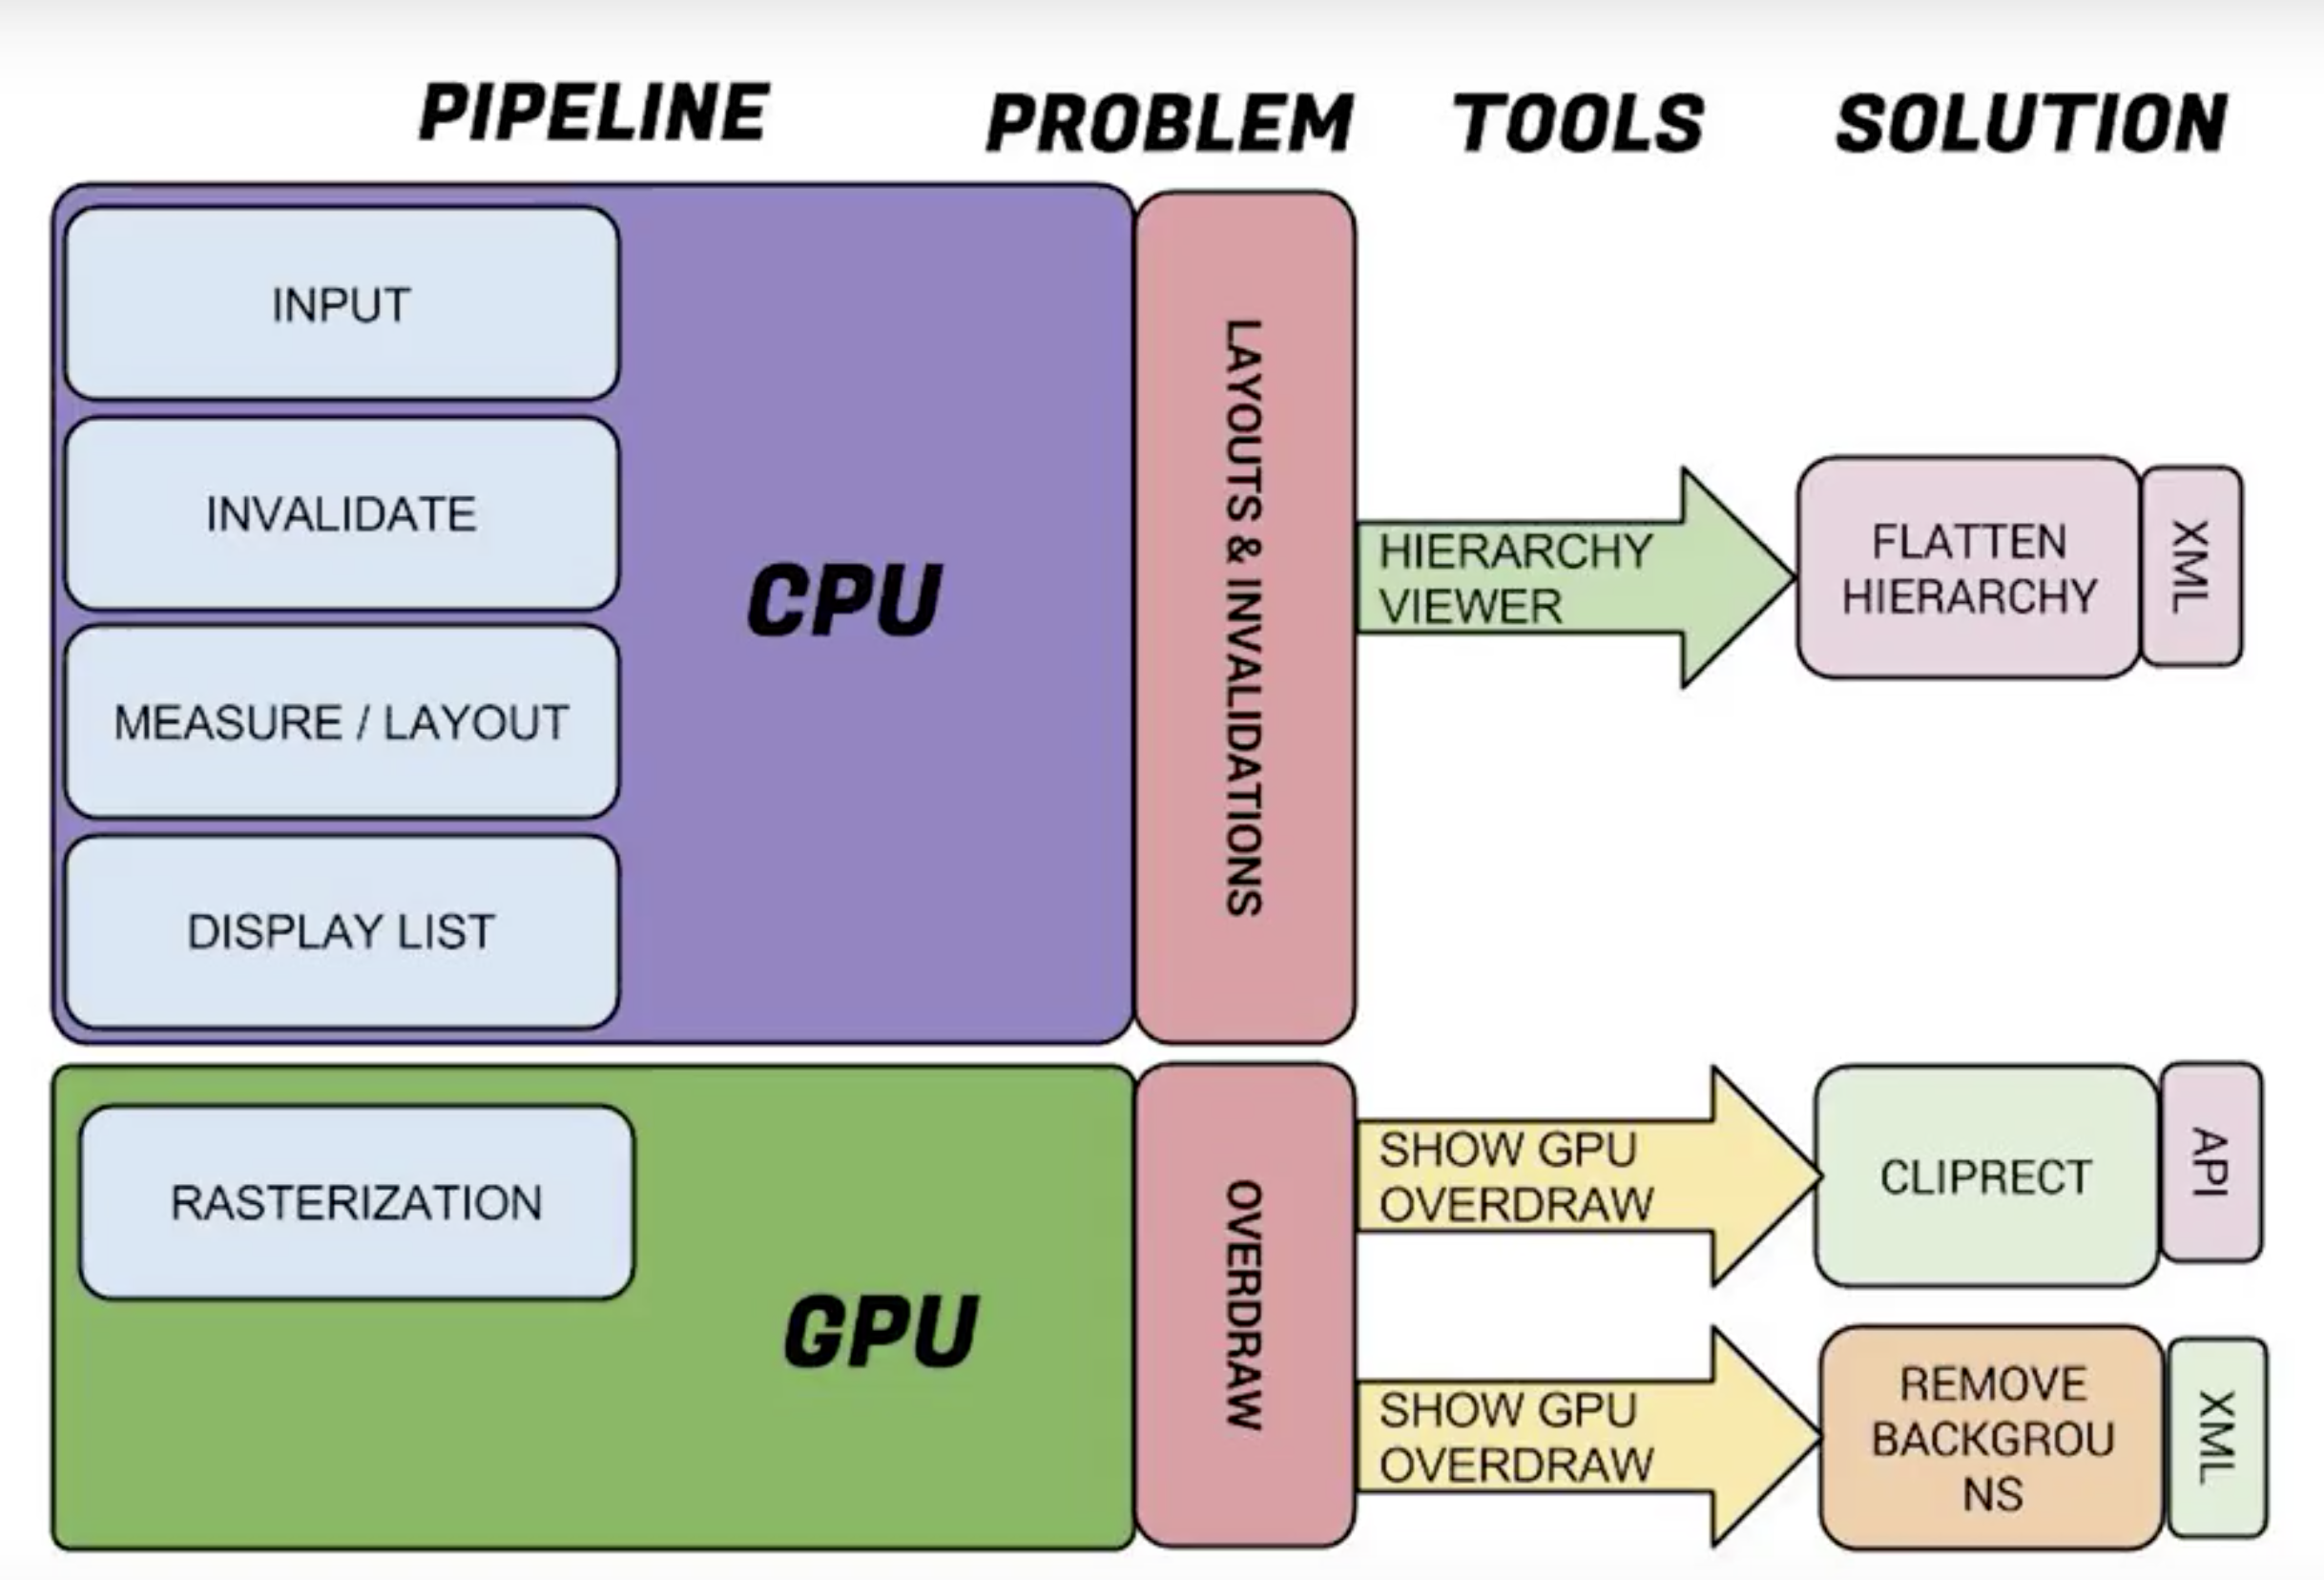 PIPELINE
PROBLEM
TOOLS
SOLUTION
INPUT
INVALIDATE
MEASURE / LAYOUT
DISPLAY LIST
CPU
LAYOUTS & INVALIDATIONS
HIERARCHY
VIEWER
FLATTEN
HIERARCHY
XML
RASTERIZATION
GPU
OVERDRAW
SHOW GPU
OVERDRAW
CLIPRECT
API
SHOW GPU
OVERDRAW
REMOVE
BACKGROU
NS
XML